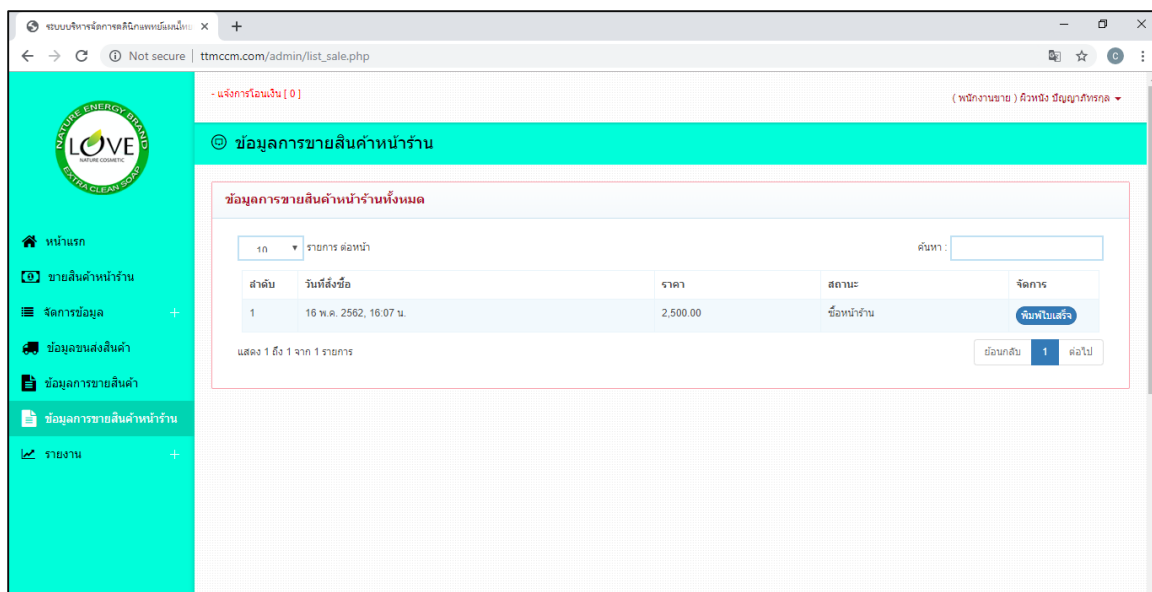 ระบบบริหารจัดการคลินิกแพทย์แผนไทย
Not secure | ttmccm.com/admin/list_sale.php
C
NATURE ENERGY BRAND
LOVE
NATURE COSMETIC
EXTRA CLEAN SOAP
- แจ้งการโอนเงิน [ 0 ]
( พนักงานขาย ) ผิวหนัง ปัญญาภัทรกุล
ข้อมูลการขายสินค้าหน้าร้าน
ข้อมูลการขายสินค้าหน้าร้านทั้งหมด
หน้าแรก
ขายสินค้าหน้าร้าน
จัดการข้อมูล +
ข้อมูลขนส่งสินค้า
ข้อมูลการขายสินค้า
ข้อมูลการขายสินค้าหน้าร้าน
รายงาน +
10 รายการ ต่อหน้า
ค้นหา :
ลำดับ วันที่สั่งซื้อ ราคา สถานะ จัดการ
1 16 พ.ค. 2562, 16:07 น. 2,500.00 ซื้อหน้าร้าน พิมพ์ใบเสร็จ
แสดง 1 ถึง 1 จาก 1 รายการ
ย้อนกลับ 1 ต่อไป